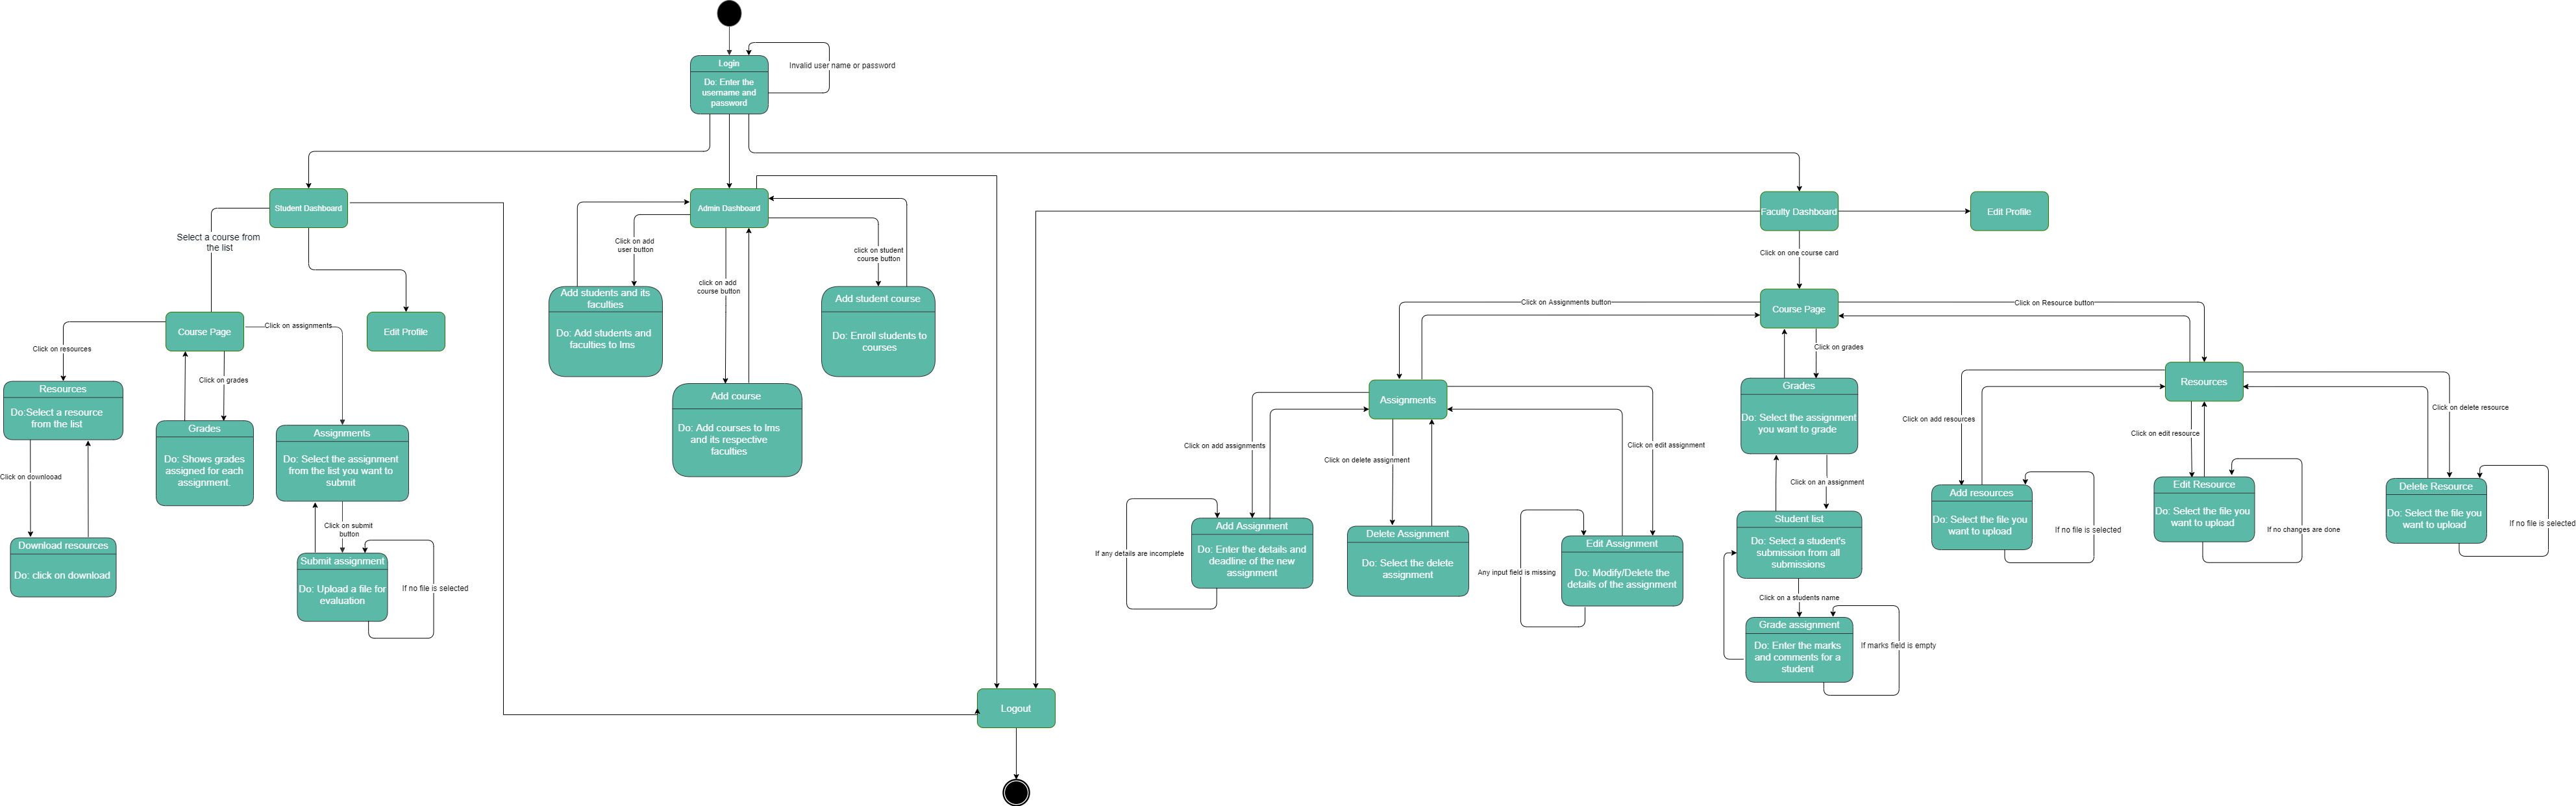 Login
Do: Enter the
username and
password
Invalid user name or password
Student Dashboard
Admin Dashboard
Faculty Dashboard
Edit Profile
Select a course from
the list
Click on add
user button
click on student
course button
click on add
course button
Click on one course card
Add students and its
faculties
Do: Add students and
faculties to lms
Add student course
Do: Enroll students to
courses
Add course
Do: Add courses to lms
and its respective
faculties
Course Page
Edit Profile
Click on assignments
Click on resources
Click on grades
Resources
Do:Select a resource
from the list
Grades
Do: Shows grades
assigned for each
assignment.
Assignments
Do: Select the assignment
from the list you want to
submit
Click on downlooad
Click on submit
button
Download resources
Do: click on download
Submit assignment
Do: Upload a file for
evaluation
If no file is selected
Click on Assignments button
Course Page
Click on Resource button
Click on grades
Assignments
Grades
Do: Select the assignment
you want to grade
Resources
Click on add assignments
Click on delete assignment
Click on edit assignment
Click on an assignment
Click on add resources
Click on edit resource
Click on delete resource
Add Assignment
Do: Enter the details and
deadline of the new
assignment
If any details are incomplete
Delete Assignment
Do: Select the delete
assignment
Any input field is missing
Edit Assignment
Do: Modify/Delete the
details of the assignment
Student list
Do: Select a student's
submission from all
submissions
Click on a students name
Grade assignment
Do: Enter the marks
and comments for a
student
If marks field is empty
Add resources
Do: Select the file you
want to upload
If no file is selected
Edit Resource
Do: Select the file you
want to upload
If no changes are done
Delete Resource
Do: Select the file you
want to upload
If no file is selected
Logout